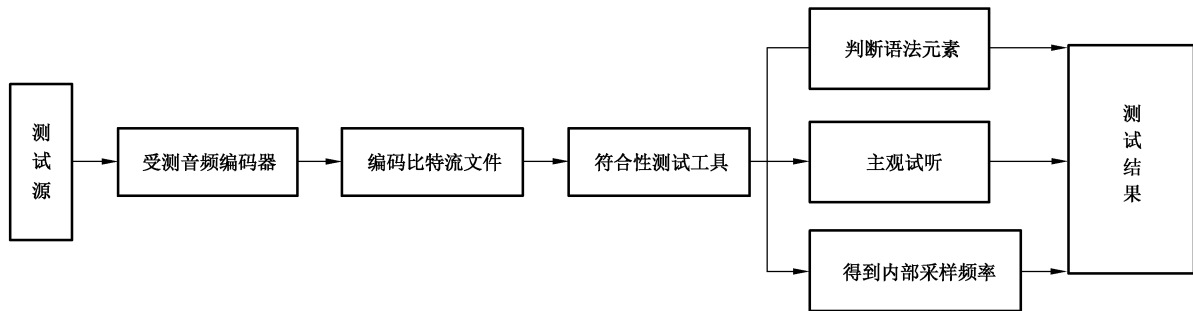 测试源
受测音频编码器
编码比特流文件
符合性测试工具
判断语法元素
主观试听
得到内部采样频率
测试结果